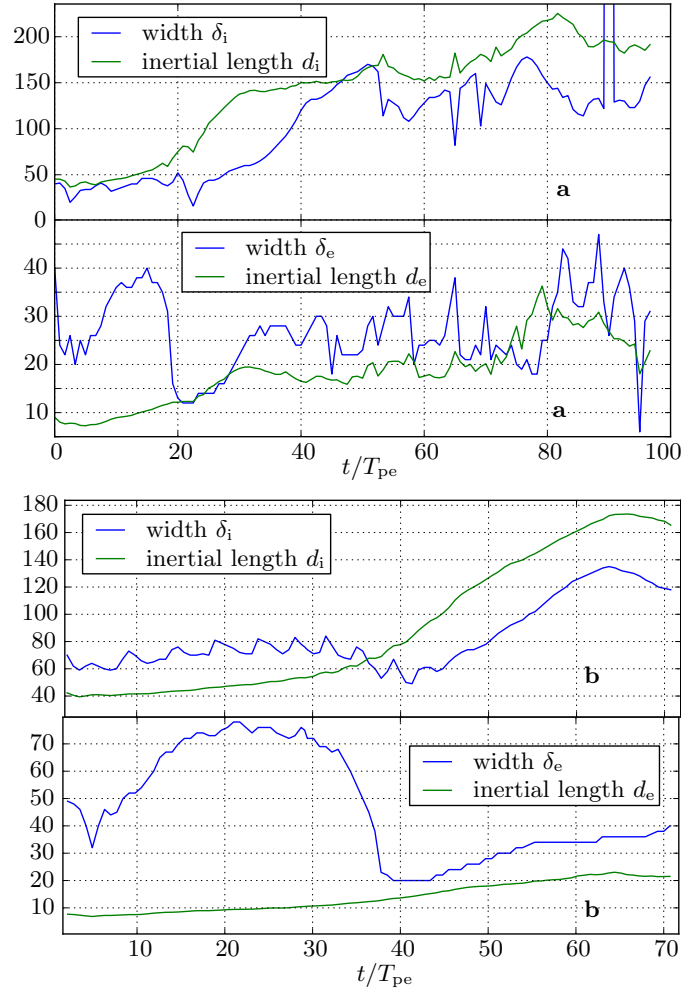 200
150
100
50
0
width δi
inertial length di
a
40
30
20
10
width δe
inertial length de
a
0 20 40 60 80 100
t/Tpe
180
160
140
120
100
80
60
40
width δi
inertial length di
b
70
60
50
40
30
20
10
width δe
inertial length de
b
10 20 30 40 50 60 70
t/Tpe